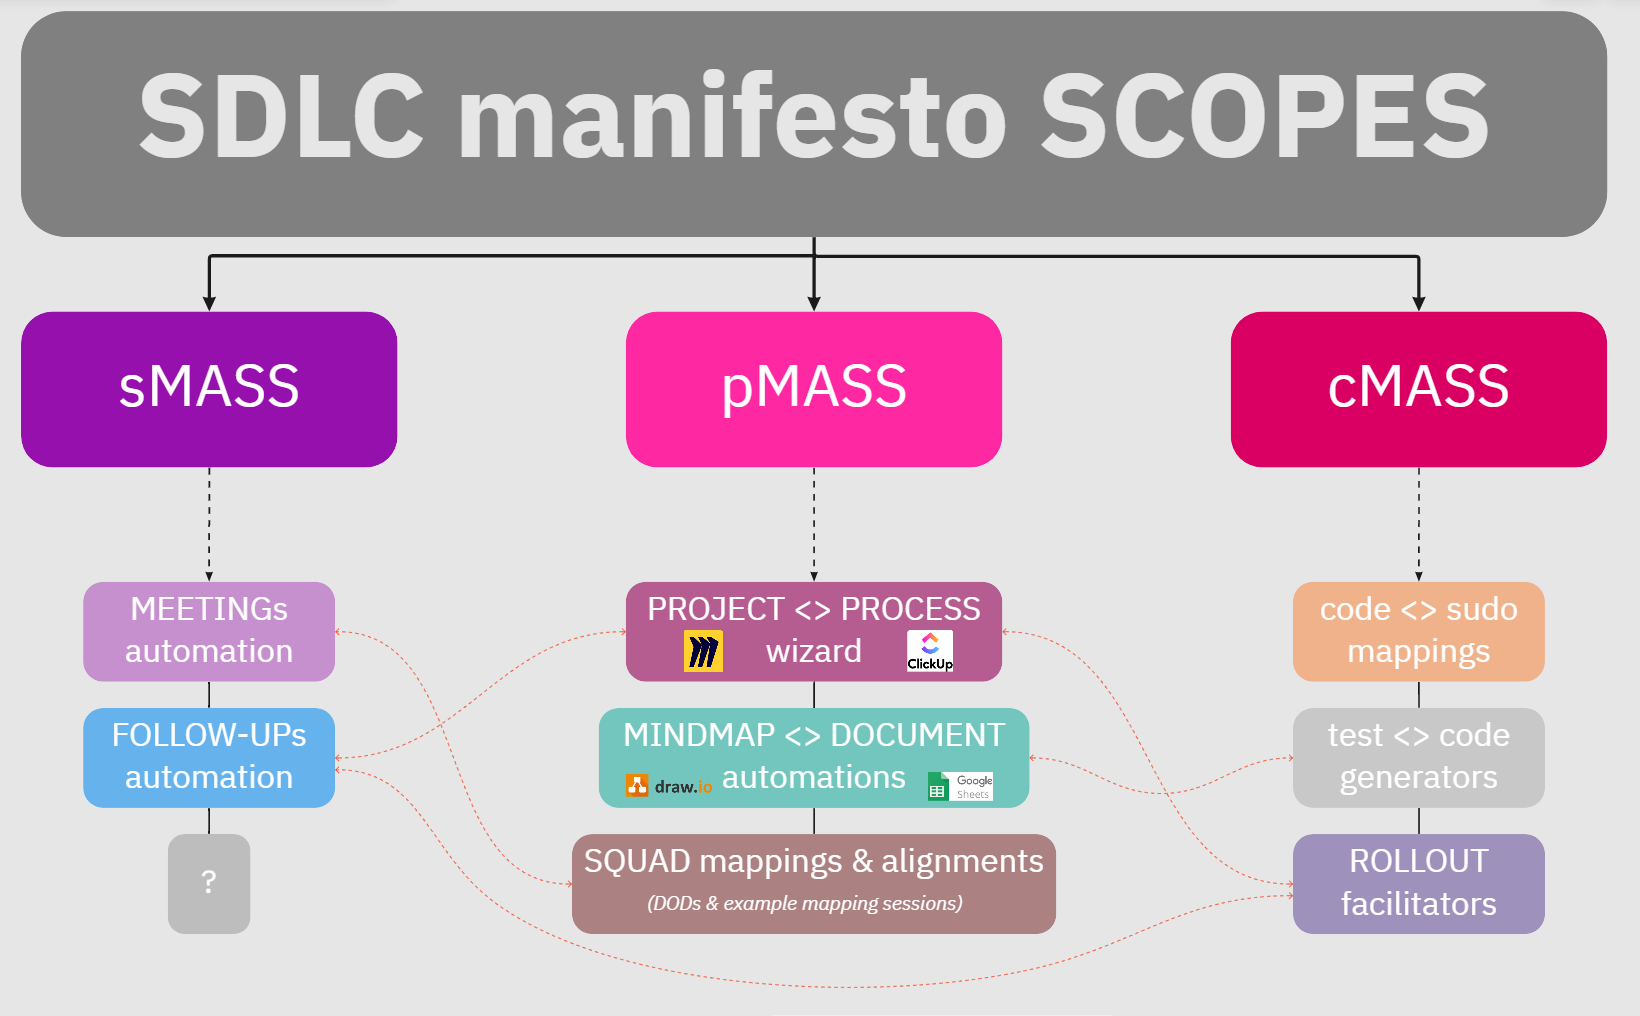 SDLC manifesto SCOPES
sMASS
pMASS
cMASS
MEETINGs
automation
FOLLOW-UPs
automation
?
PROJECT <> PROCESS
wizard
ClickUp
MINDMAP <> DOCUMENT
automations
draw.io
Google
Sheets
SQUAD mappings & alignments
(DODs & example mapping sessions)
code <> sudo
mappings
test <> code
generators
ROLLOUT
facilitators